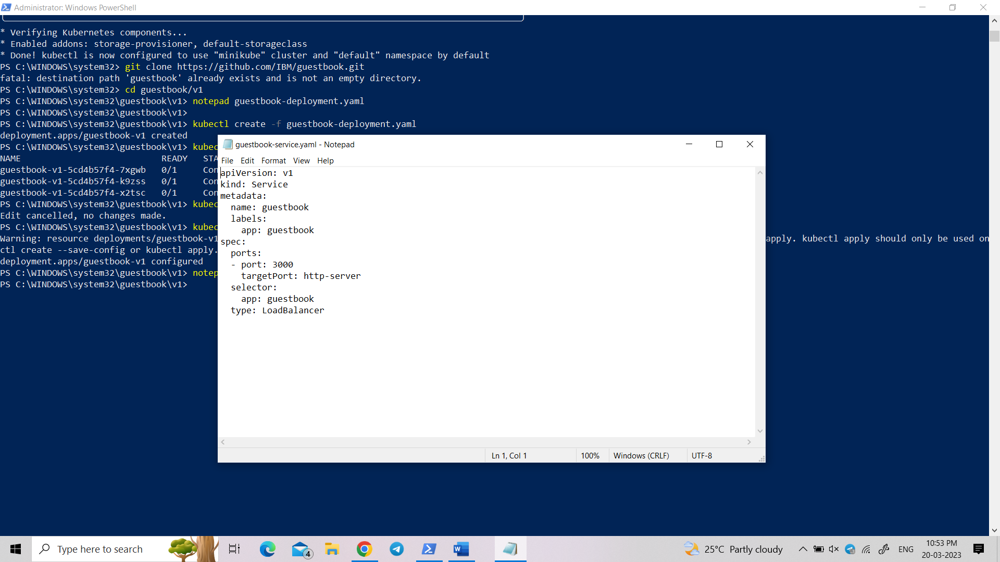 Administrator: Windows PowerShell
* Verifying Kubernetes components...
* Enabled addons: storage-provisioner, default-storageclass
* Done! kubectl is now configured to use "minikube" cluster and "default" namespace by default
PS C:\WINDOWS\system32> git clone https://github.com/IBM/guestbook.git
fatal: destination path 'guestbook' already exists and is not an empty directory.
PS C:\WINDOWS\system32> cd guestbook/v1
PS C:\WINDOWS\system32\guestbook\v1> notepad guestbook-deployment.yaml
PS C:\WINDOWS\system32\guestbook\v1>
PS C:\WINDOWS\system32\guestbook\v1> kubectl create -f guestbook-deployment.yaml
deployment.apps/guestbook-v1 created
PS C:\WINDOWS\system32\guestbook\v1> kubec
NAME READY STA
guestbook-v1-5cd4b57f4-7xgwb 0/1 Con
guestbook-v1-5cd4b57f4-k9zss 0/1 Con
guestbook-v1-5cd4b57f4-x2tsc 0/1 Con
PS C:\WINDOWS\system32\guestbook\v1> kubec
Edit cancelled, no changes made.
PS C:\WINDOWS\system32\guestbook\v1> kubec
Warning: resource deployments/guestbook-v1 apply. kubectl apply should only be used on
ctl create --save-config or kubectl apply.
deployment.apps/guestbook-v1 configured
PS C:\WINDOWS\system32\guestbook\v1> notep
PS C:\WINDOWS\system32\guestbook\v1>
guestbook-service.yaml - Notepad
File Edit Format View Help
apiVersion: v1
kind: Service
metadata:
  name: guestbook
  labels:
    app: guestbook
spec:
  ports:
  - port: 3000
    targetPort: http-server
  selector:
    app: guestbook
  type: LoadBalancer
Ln 1, Col 1 100% Windows (CRLF) UTF-8
Type here to search 4 25°C Partly cloudy ENG 10:53 PM
20-03-2023